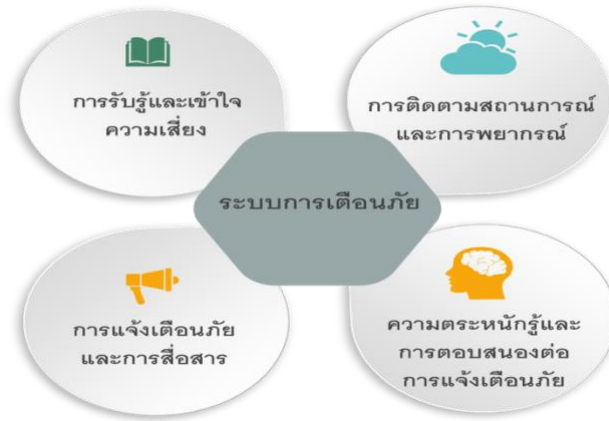 การรับรู้และเข้าใจ
ความเสี่ยง
การติดตามสถานการณ์
และการพยากรณ์
ระบบการเตือนภัย
การแจ้งเตือนภัย
และการสื่อสาร
ความตระหนักรู้และ
การตอบสนองต่อ
การแจ้งเตือนภัย